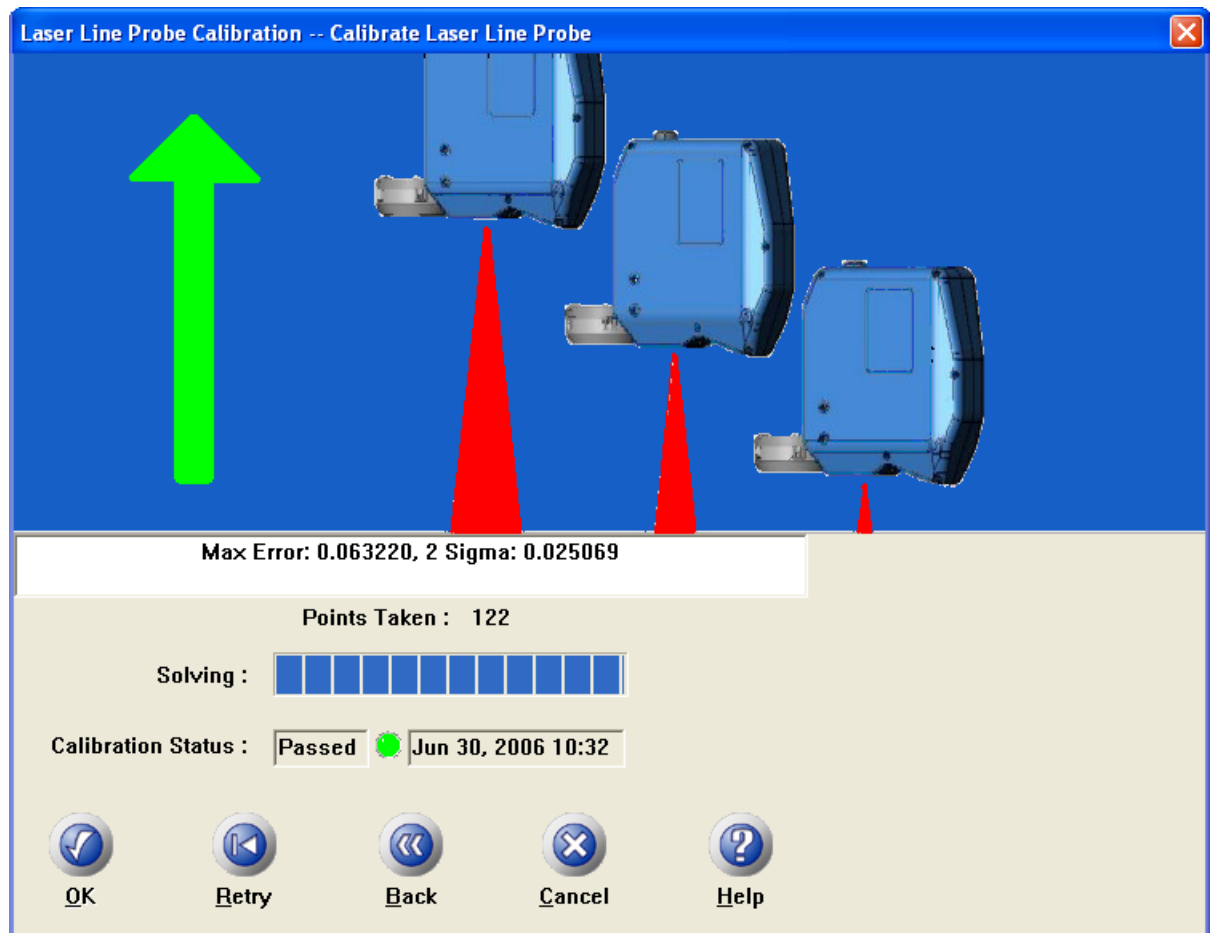 Laser Line Probe Calibration -- Calibrate Laser Line Probe
Max Error: 0.063220, 2 Sigma: 0.025069
Points Taken : 122
Solving :
Calibration Status : Passed Jun 30, 2006 10:32
OK Retry Back Cancel Help